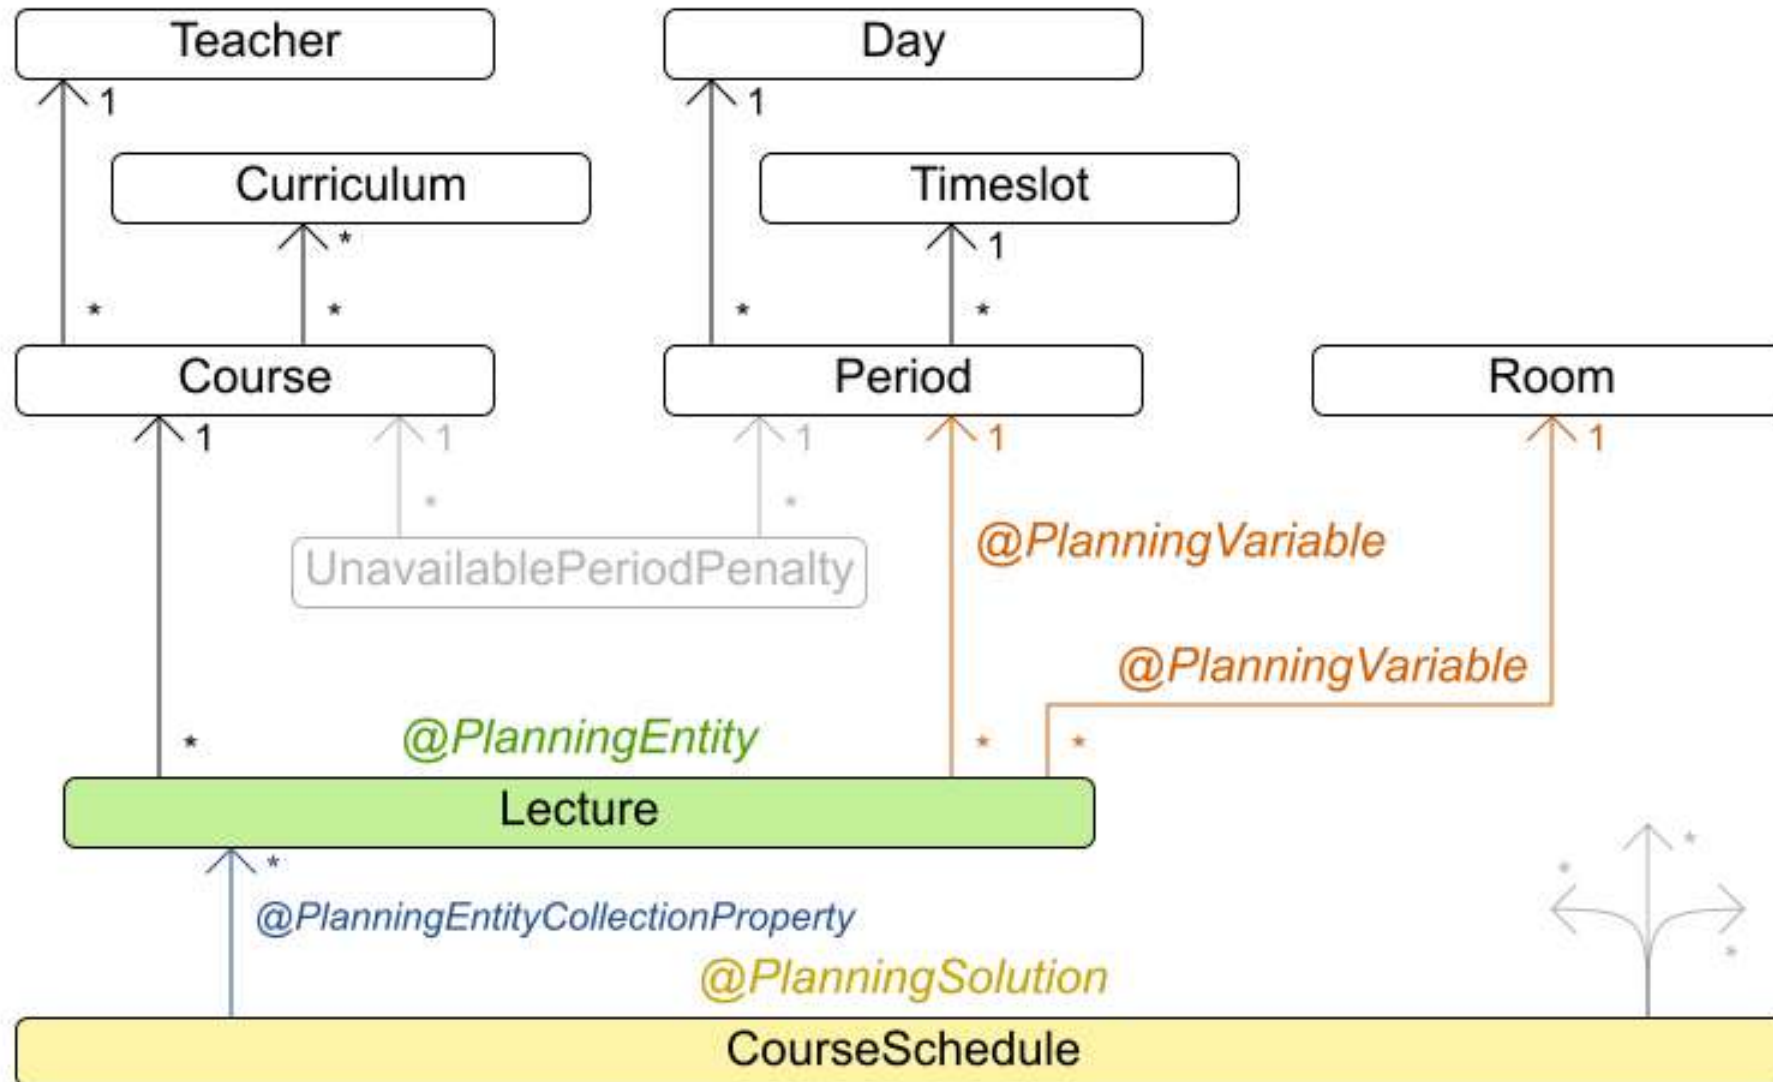 Teacher
Day
1
1
Curriculum
Timeslot
*
1
*
*
*
*
Course
Period
Room
1
1
1
1
1
*
*
@PlanningVariable
UnavailablePeriodPenalty
@PlanningVariable
*
@PlanningEntity
*
*
Lecture
*
*
*
@PlanningEntityCollectionProperty
*
@PlanningSolution
CourseSchedule